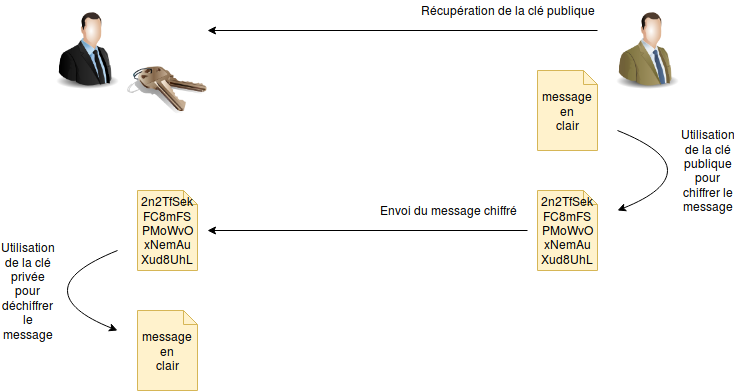 Récupération de la clé publique
message
en
clair
Utilisation
de la clé
publique
pour
chiffrer le
message
2n2TfSek
FC8mFS
PMoWvO
xNemAu
Xud8UhL
Envoi du message chiffré
2n2TfSek
FC8mFS
PMoWvO
xNemAu
Xud8UhL
Utilisation
de la clé
privée
pour
déchiffrer
le
message
message
en
clair